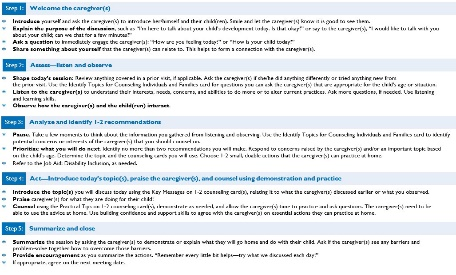 Step 1: Welcome the caregiver(s)
Introduce yourself and ask the caregiver(s) to introduce her/himself and their child(ren). Smile and let the caregiver(s) know it is good to see them.
Explain the purpose of the discussion, such as "I'm here to talk about your child's development today. Is that okay?" or say to the caregiver(s), "I would like to talk with you
about your child; can we chat for a few minutes?"
Ask a question to immediately engage the caregiver(s): "How are you feeling today?" or "How is your child today?"
Share something about yourself that the caregiver(s) can relate to. This helps to form a connection with the caregiver(s).
Step 2: Assess—listen and observe
Shape today's session: Review anything covered in a prior visit, if applicable. Ask the caregiver(s) if she/he did anything differently or tried anything new from
the prior visit. Use the Identify Topics for Counseling Individuals and Families card for questions you can ask the caregiver(s) that are appropriate for the child's age or situation.
Listen to the caregiver(s) to understand their interests, needs, concerns, and abilities to do more or to alter current practices. Ask more questions, if needed. Use listening
and learning skills.
Observe how the caregiver(s) and the child(ren) interact.
Step 3: Analyze and identify 1-2 recommendations
Pause. Take a few moments to think about the information you gathered from listening and observing. Use the Identify Topics for Counseling Individuals and Families card to identify
potential concerns or interests of the caregiver(s) that you should counsel on.
Prioritize what you will do next. Identify no more than two recommendations you will make. Respond to concerns raised by the caregiver(s) and/or an important topic based
on the child's age. Determine the topic and the counseling cards you will use. Choose 1-2 small, doable actions that the caregiver(s) can practice at home.
Refer to the Job Aid: Disability Inclusion, as needed.
Step 4: Act—Introduce today's topic(s), praise the caregiver(s), and counsel using demonstration and practice
Introduce the topic(s) you will discuss today using the Key Messages on 1-2 counseling card(s), relating it to what the caregiver(s) discussed earlier or what you observed.
Praise caregiver(s) for what they are doing for their child.
Counsel using the Practical Tips on 1-2 counseling card(s), demonstrate as needed, and allow the caregiver(s) time to practice and ask questions. The caregiver(s) need to be
able to use the advice at home. Use building confidence and support skills to agree with the caregiver(s) on essential actions they can practice at home.
Step 5: Summarize and close
Summarize the session by asking the caregiver(s) to demonstrate or explain what they will go home and do with their child. Ask if the caregiver(s) see any barriers and
problem-solve together how to overcome those barriers.
Provide encouragement as you summarize the actions. "Remember every little bit helps—try what we discussed each day."
If appropriate, agree on the next meeting date.